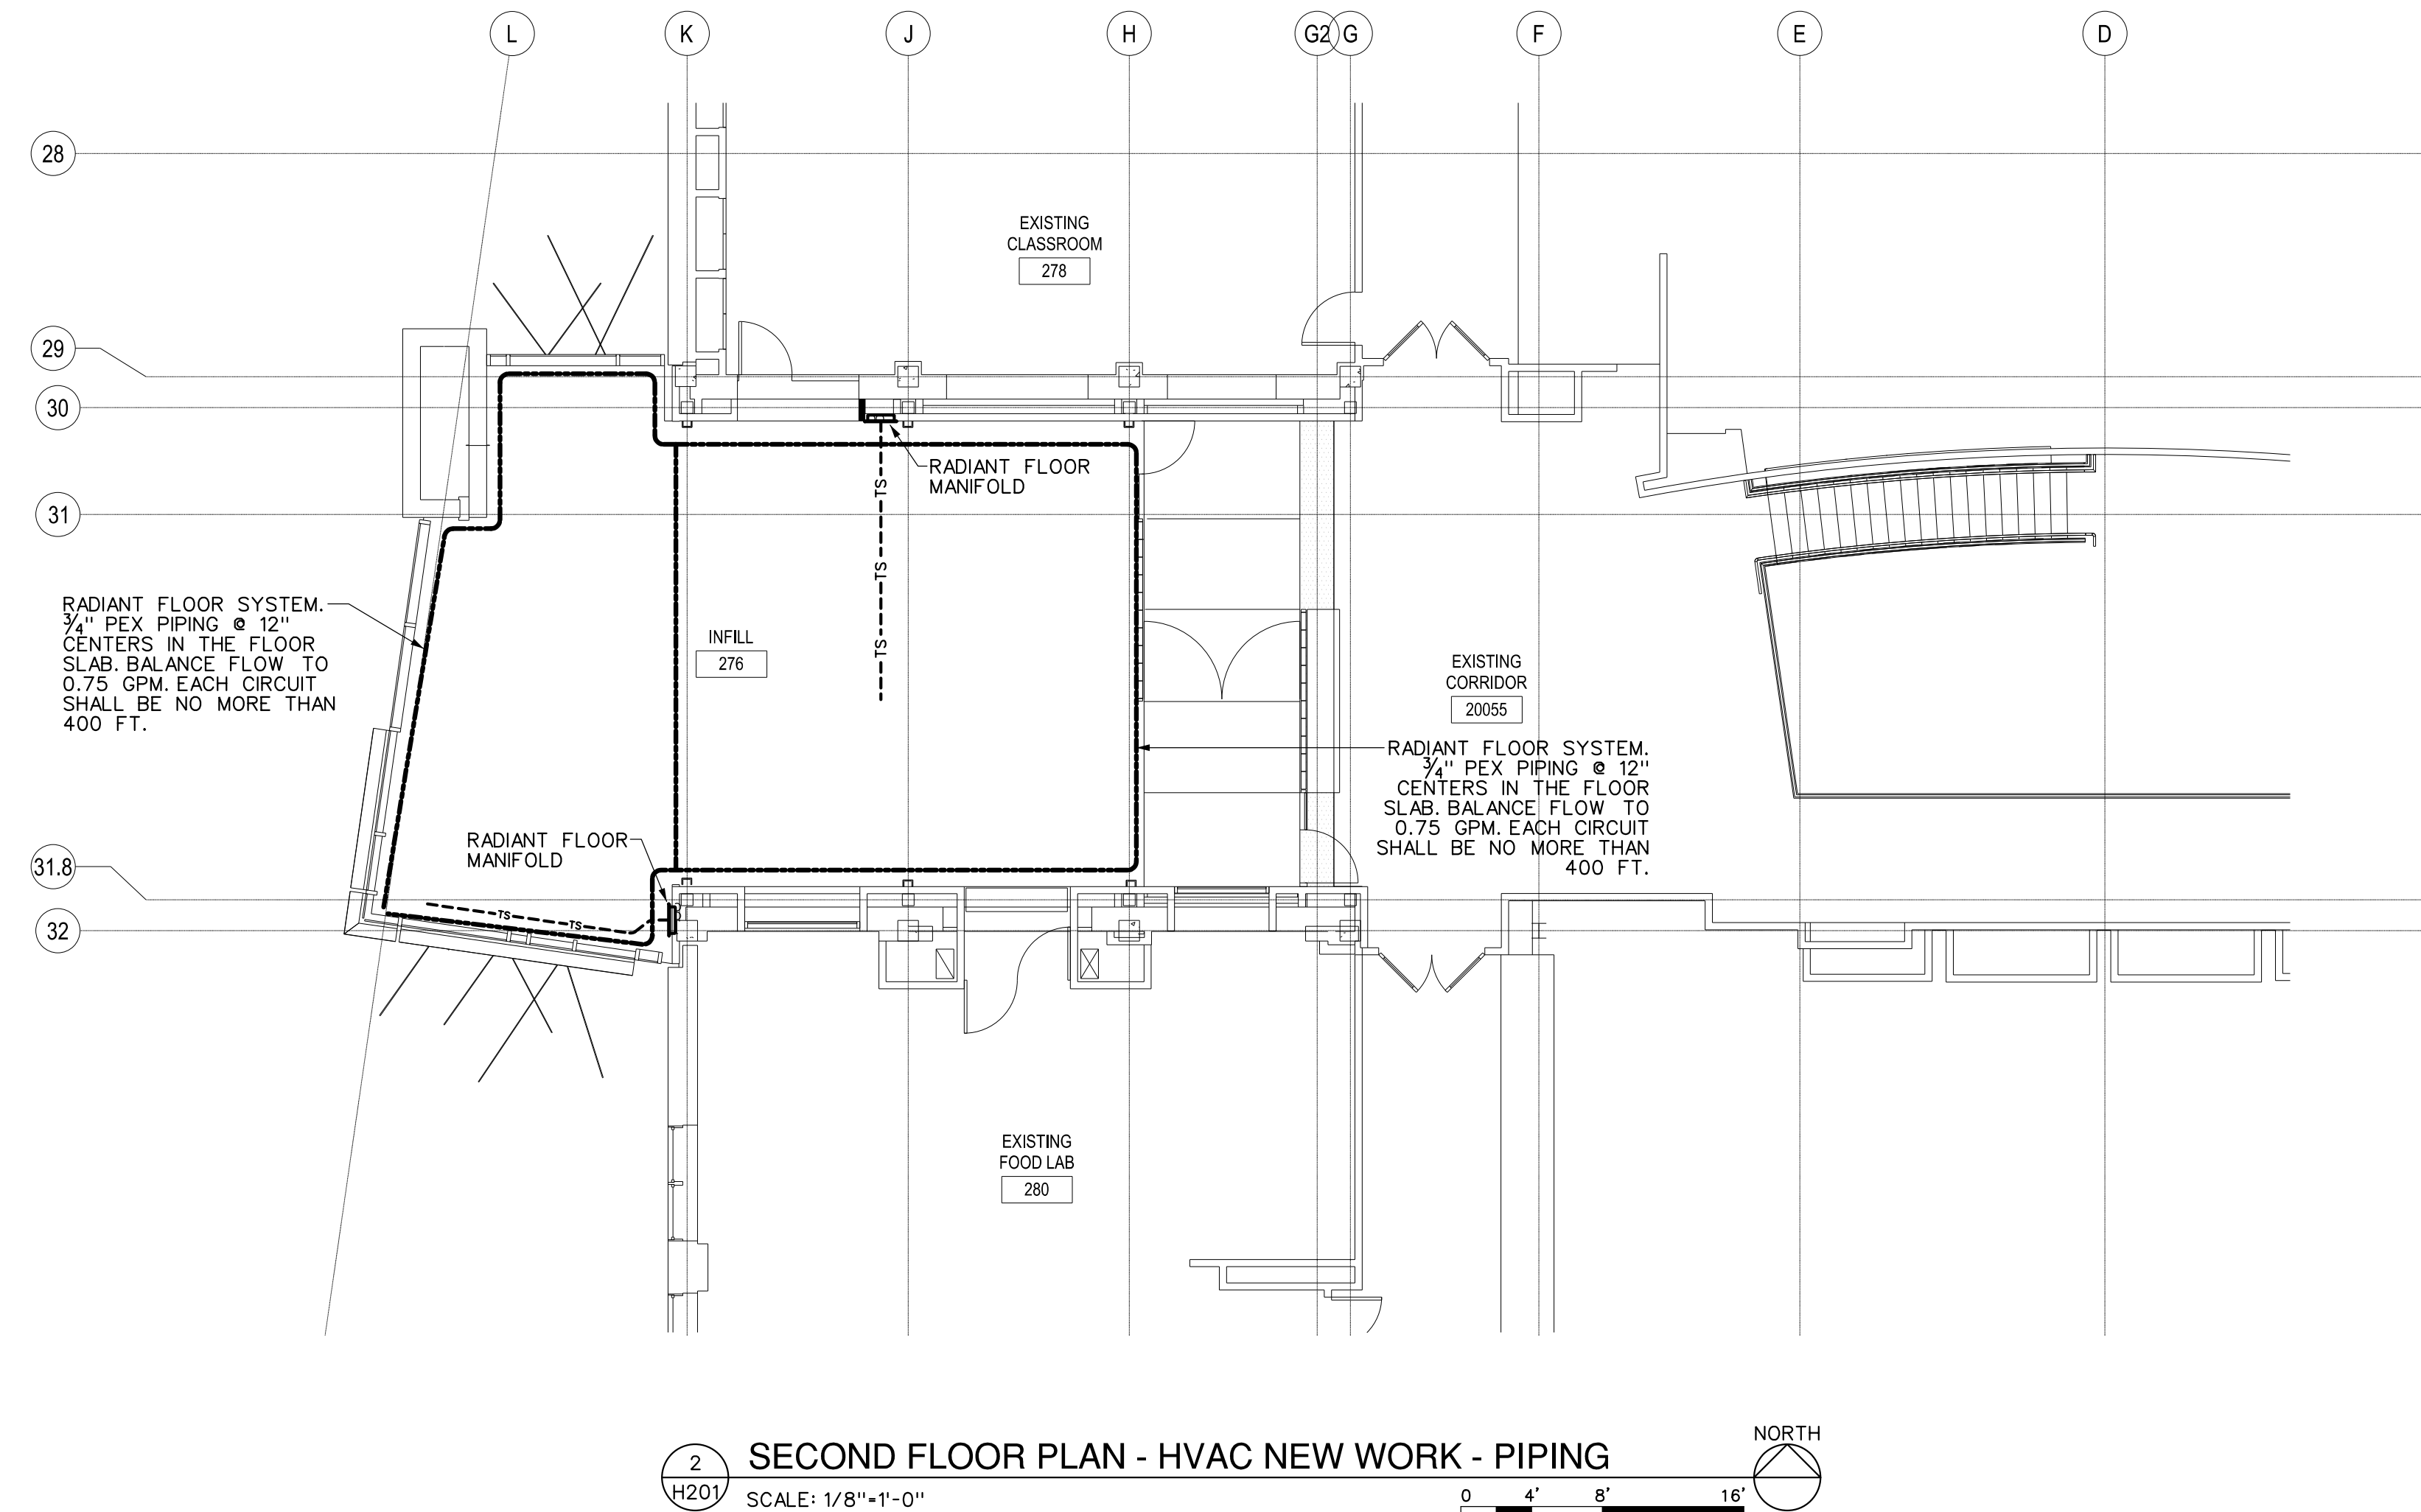 L
K
J
H
G2
G
F
E
D
28
29
30
31
31.8
32
EXISTING
CLASSROOM
278
RADIANT FLOOR
MANIFOLD
TS
TS
TS
RADIANT FLOOR SYSTEM.
3/4" PEX PIPING @ 12"
CENTERS IN THE FLOOR
SLAB. BALANCE FLOW TO
0.75 GPM. EACH CIRCUIT
SHALL BE NO MORE THAN
400 FT.
INFILL
276
EXISTING
CORRIDOR
20055
RADIANT FLOOR SYSTEM.
3/4" PEX PIPING @ 12"
CENTERS IN THE FLOOR
SLAB. BALANCE FLOW TO
0.75 GPM. EACH CIRCUIT
SHALL BE NO MORE THAN
400 FT.
RADIANT FLOOR
MANIFOLD
TS
TS
EXISTING
FOOD LAB
280
2
H201
SECOND FLOOR PLAN - HVAC NEW WORK - PIPING
SCALE: 1/8"=1'-0"
NORTH
0 4' 8' 16'